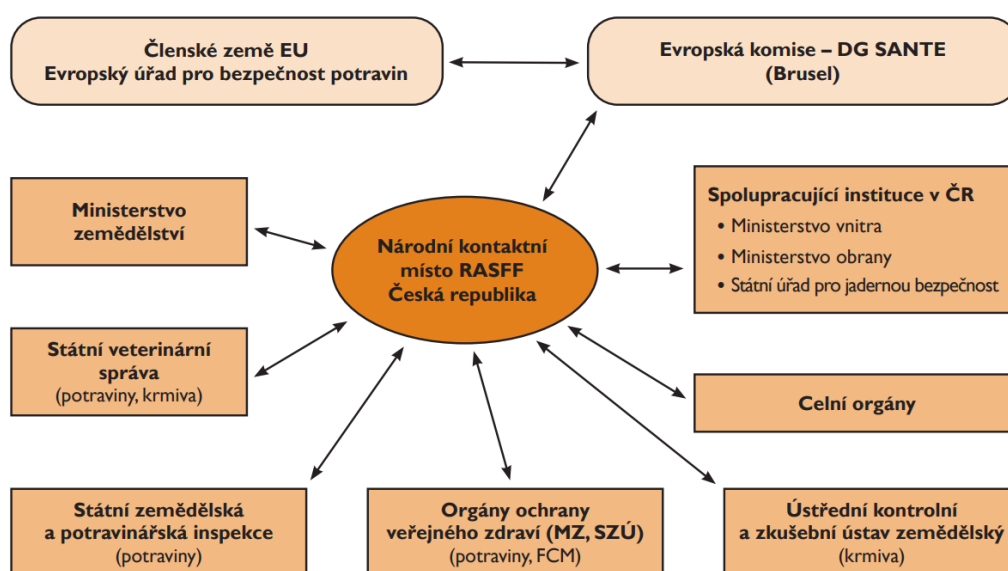 Členské země EU
Evropský úřad pro bezpečnost potravin
Evropská komise – DG SANTE
(Brusel)
Ministerstvo
zemědělství
Národní kontaktní
místo RASFF
Česká republika
Spolupracující instituce v ČR
• Ministerstvo vnitra
• Ministerstvo obrany
• Státní úřad pro jadernou bezpečnost
Státní veterinární
správa
(potraviny, krmiva)
Celní orgány
Státní zemědělská
a potravinářská inspekce
(potraviny)
Orgány ochrany
veřejného zdraví (MZ, SZÚ)
(potraviny, FCM)
Ústřední kontrolní
a zkušební ústav zemědělský
(krmiva)